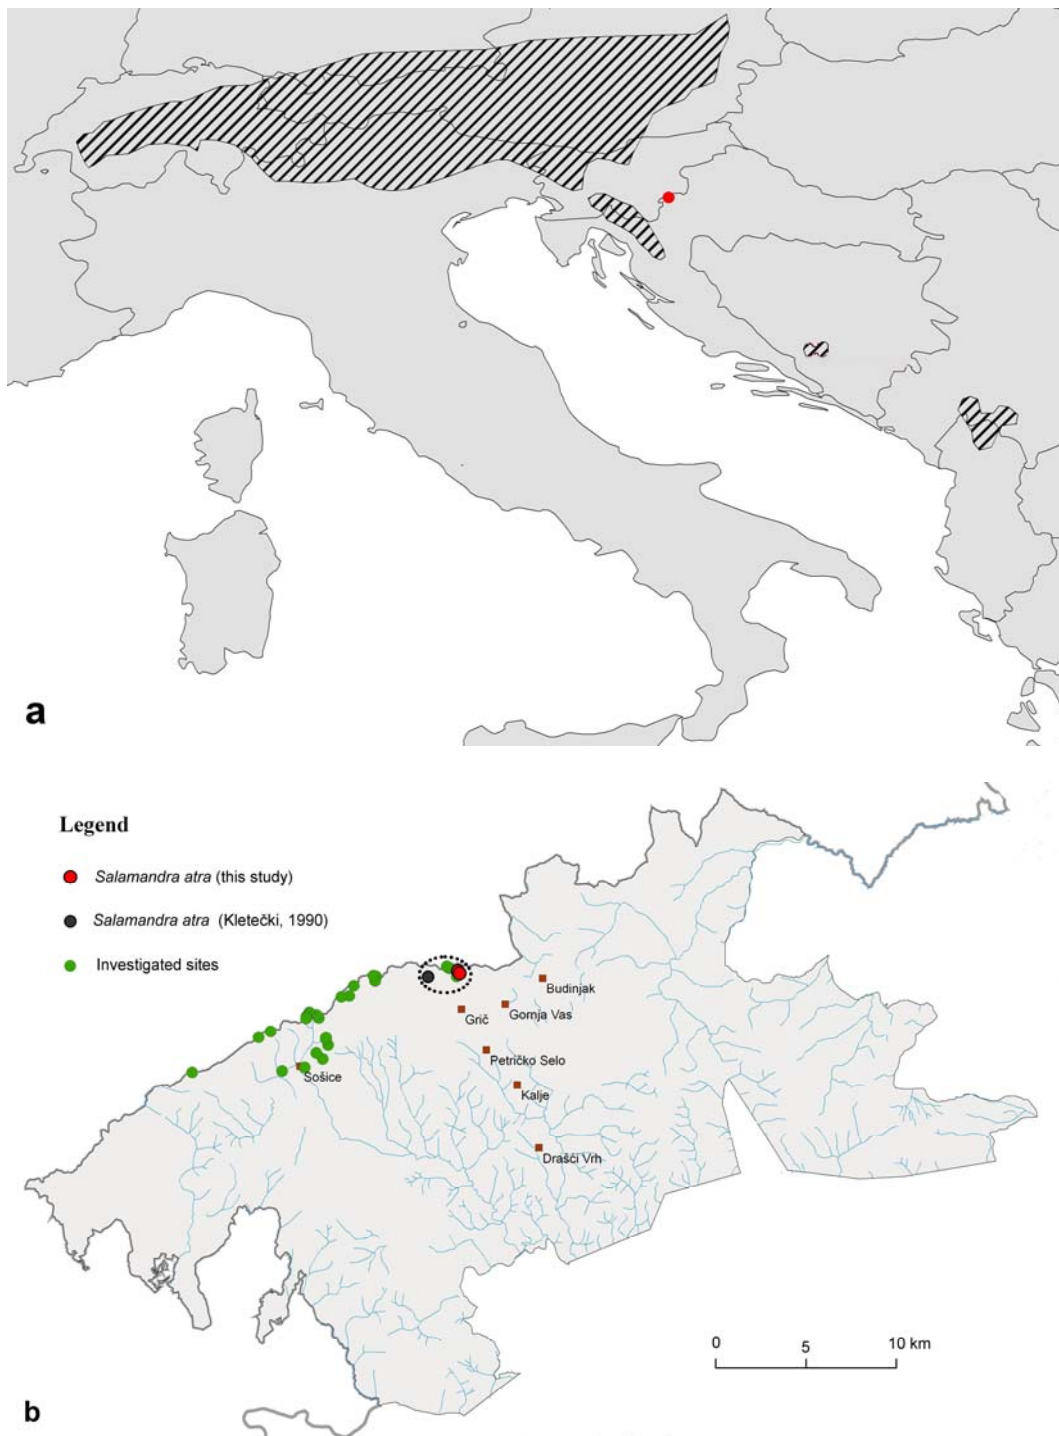 a
Legend
Salamandra atra (this study)
Salamandra atra (Kletečki, 1990)
Investigated sites
Budinjak
Gornja Vas
Grič
Petričko Selo
Sošice
Kalje
Drašći Vrh
0 5 10 km
b